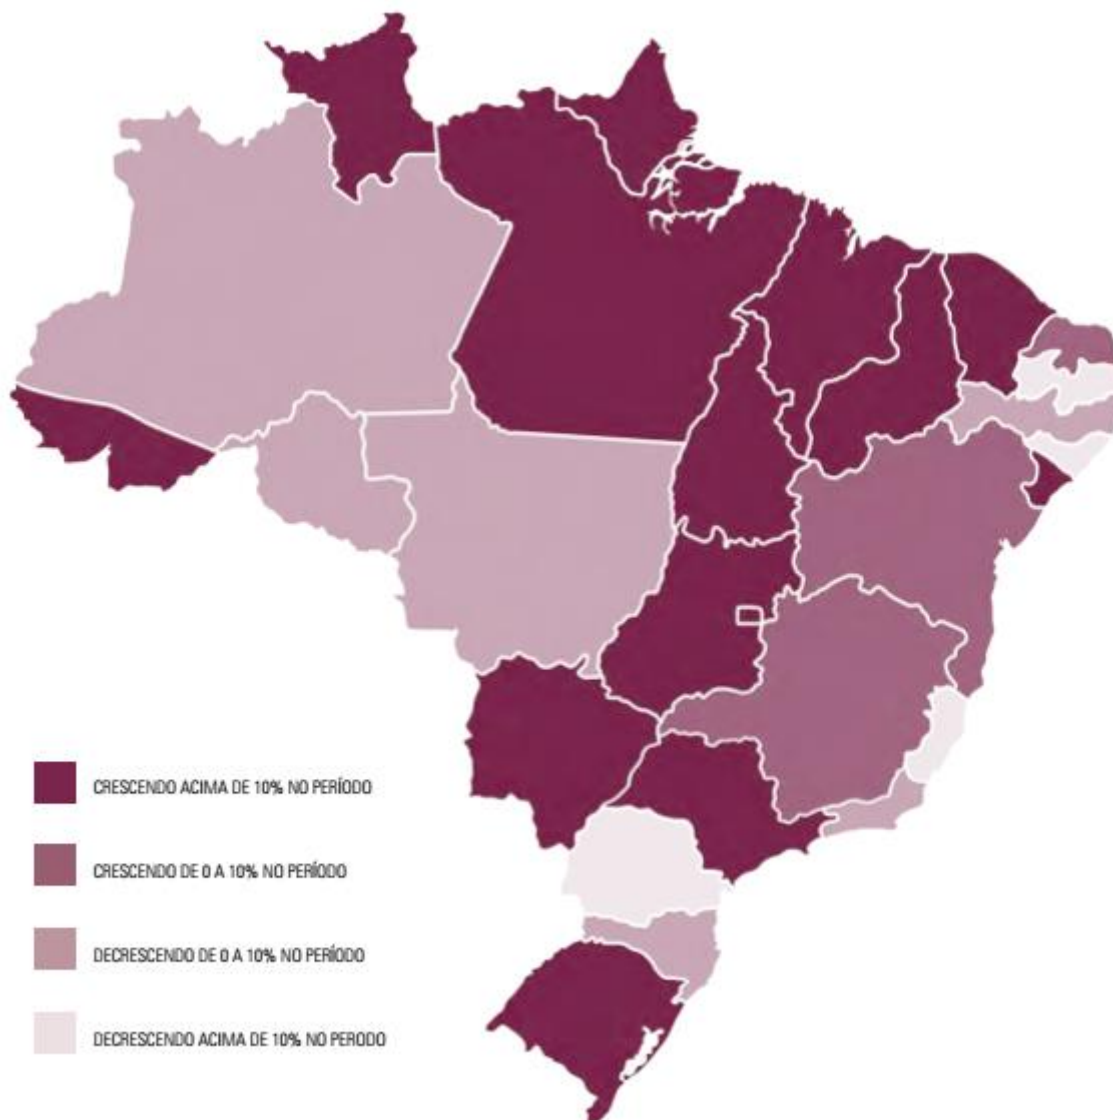 CRESCENDO ACIMA DE 10% NO PERÍODO
CRESCENDO DE 0 A 10% NO PERÍODO
DECRESCENDO DE 0 A 10% NO PERÍODO
DECRESCENDO ACIMA DE 10% NO PERODO